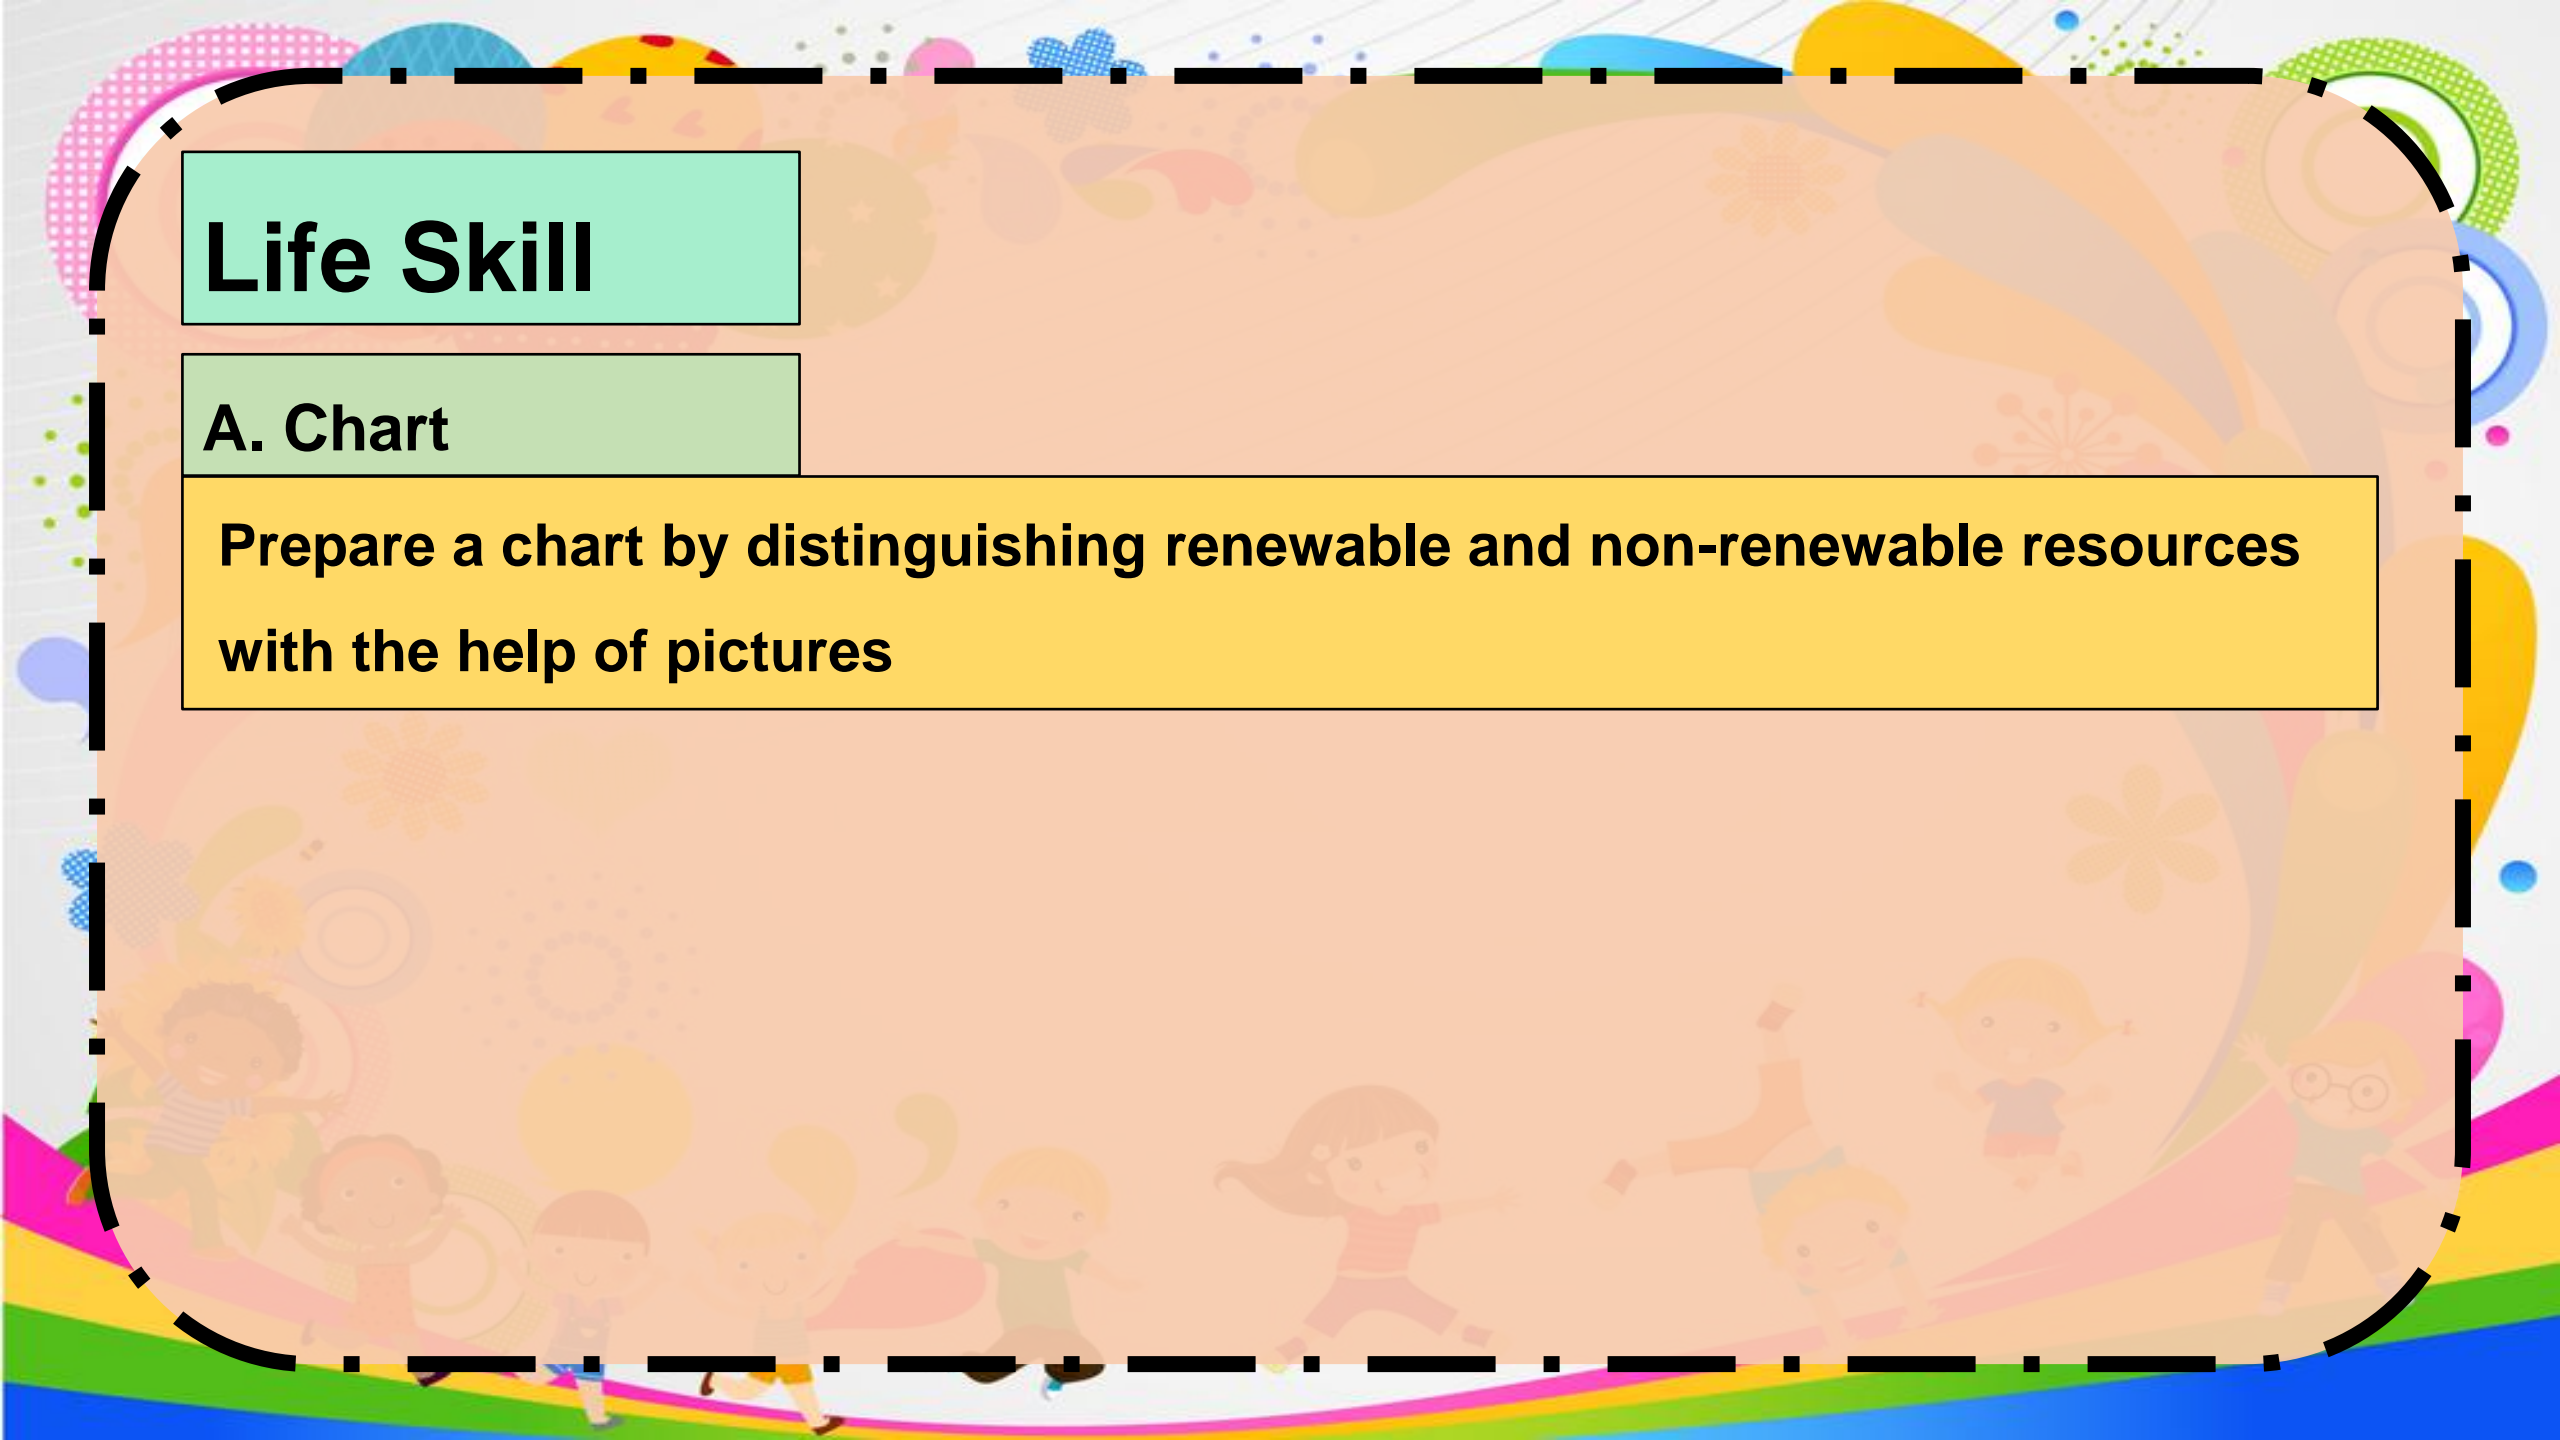 Life Skill
A. Chart
Prepare a chart by distinguishing renewable and non-renewable resources
with the help of pictures